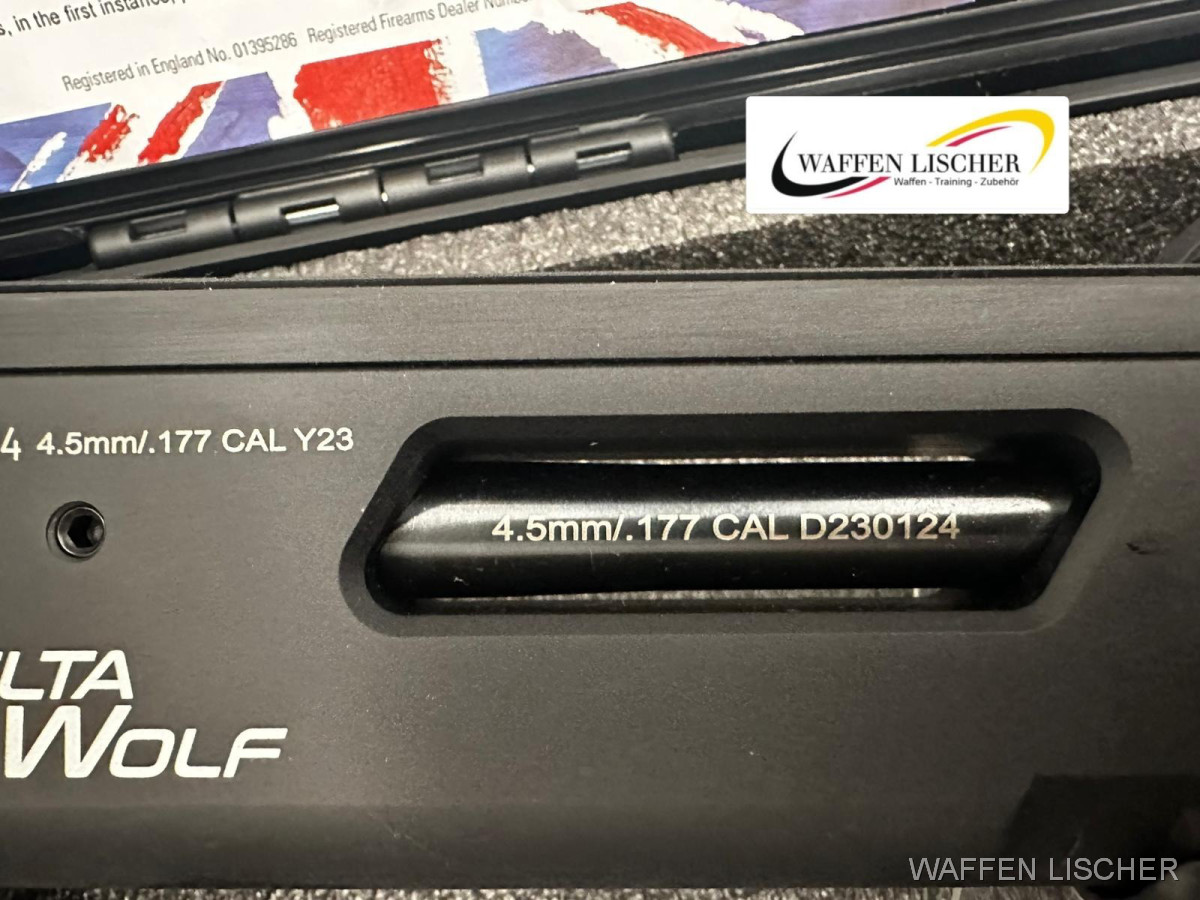 in the first instance,
Registered in England No. 01395286 Registered Firearms Dealer
WAFFEN LISCHER
Waffen - Training - Zubehör
4 4.5mm/.177 CAL Y23
4.5mm/.177 CAL D230124
LTA
WOLF
WAFFEN LISCHER